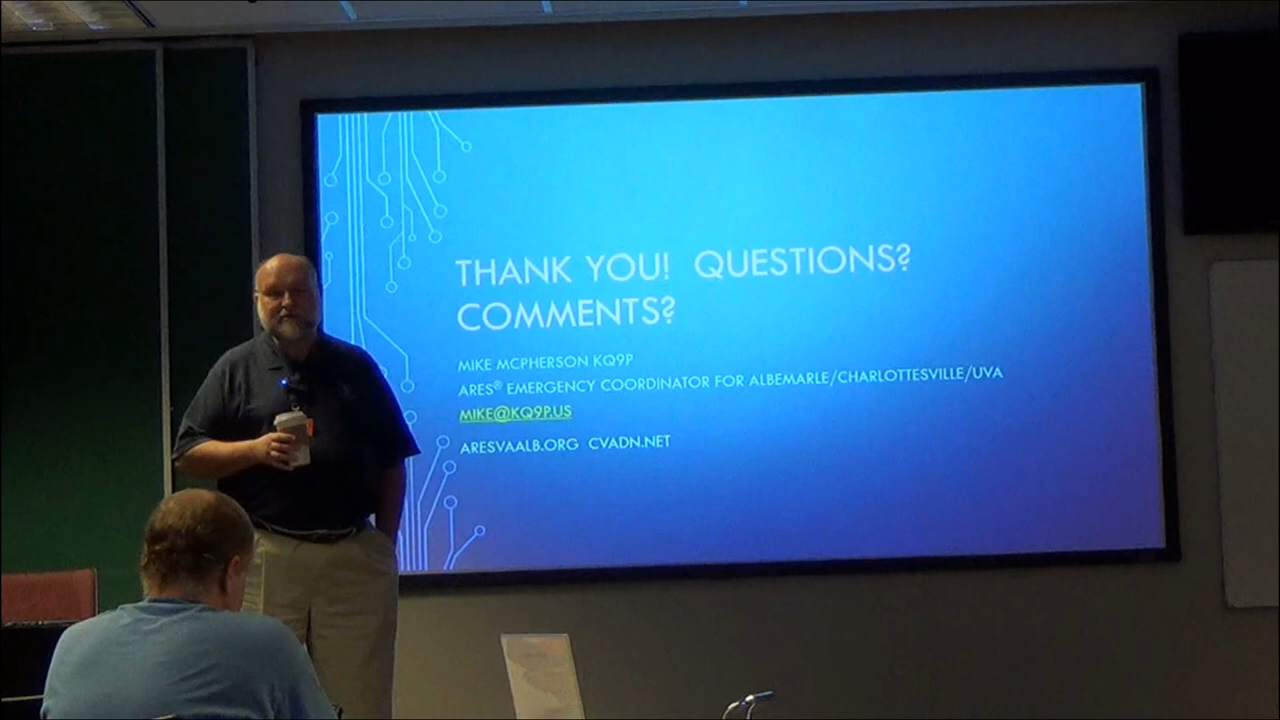 THANK YOU!  QUESTIONS?
COMMENTS?
MIKE MCPHERSON KQ9P
ARES® EMERGENCY COORDINATOR FOR ALBEMARLE/CHARLOTTESVILLE/UVA
MIKE@KQ9P.US
ARESVAALB.ORG  CVADN.NET